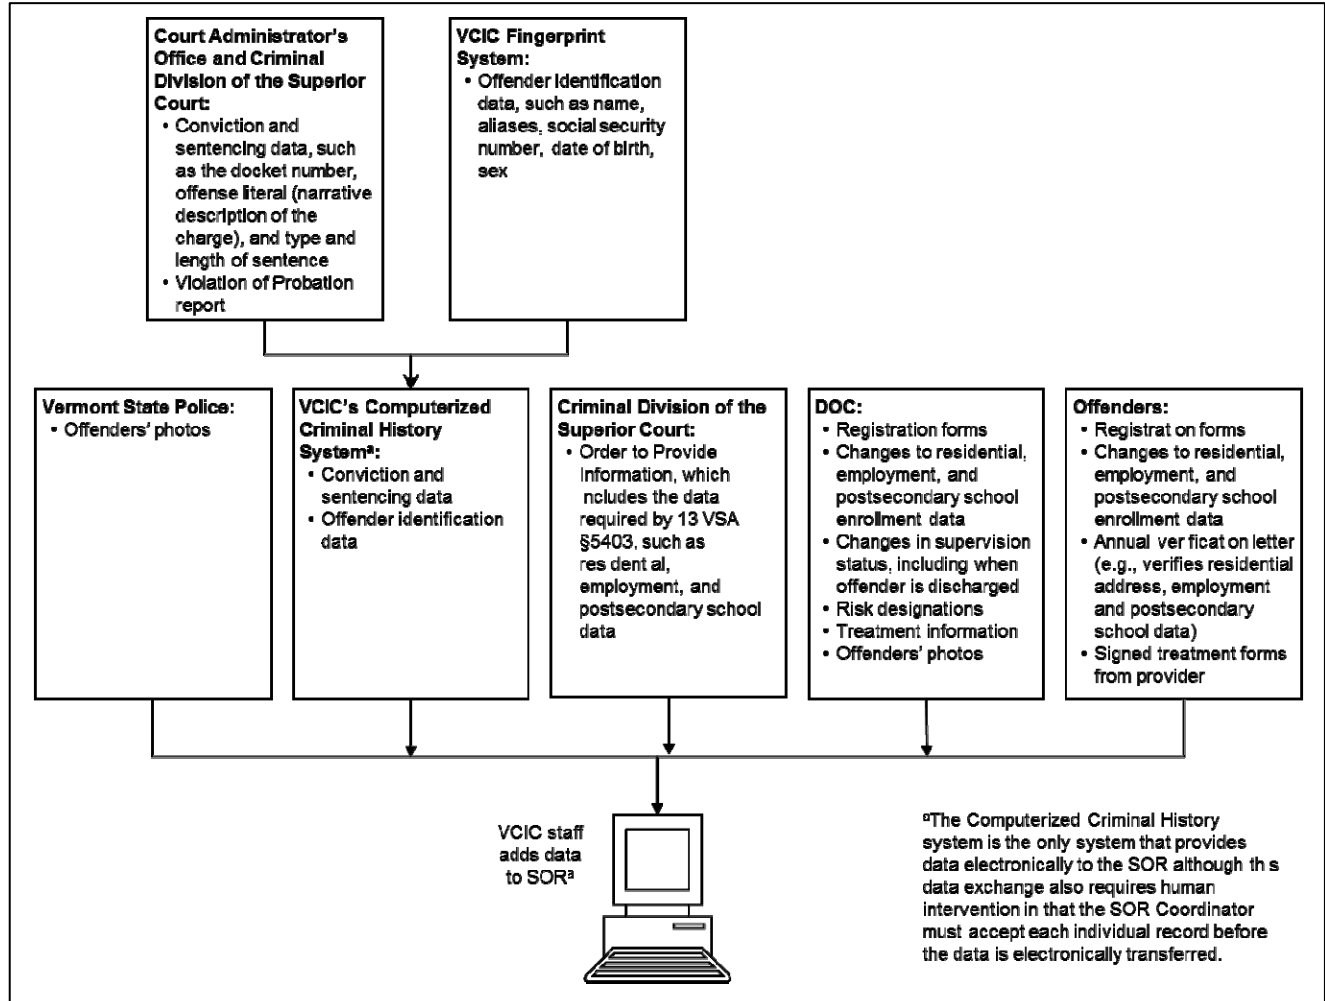 Court Administrator's
Office and Criminal
Division of the Superior
Court:
• Conviction and
sentencing data, such
as the docket number,
offense literal (narrative
description of the
charge), and type and
length of sentence
• Violation of Probation
report
VCIC Fingerprint
System:
• Offender identification
data, such as name,
aliases, social security
number, date of birth,
sex
Vermont State Police:
• Offenders' photos
VCIC's Computerized
Criminal History
Systemª:
• Conviction and
sentencing data
• Offender identification
data
Criminal Division of the
Superior Court:
• Order to Provide
Information, which
includes the data
required by 13 VSA
§5403, such as
res dent al,
employment, and
postsecondary school
data
DOC:
• Registration forms
• Changes to residential,
employment, and
postsecondary school
enrollment data
• Changes in supervision
status, including when
offender is discharged
• Risk designations
• Treatment information
• Offenders' photos
Offenders:
• Registrat on forms
• Changes to residential,
employment, and
postsecondary school
enrollment data
• Annual ver ficat on letter
(e.g., verifies residential
address, employment
and postsecondary
school data)
• Signed treatment forms
from provider
VCIC staff
adds data
to SORª
ªThe Computerized Criminal History
system is the only system that provides
data electronically to the SOR although th s
data exchange also requires human
intervention in that the SOR Coordinator
must accept each individual record before
the data is electronically transferred.